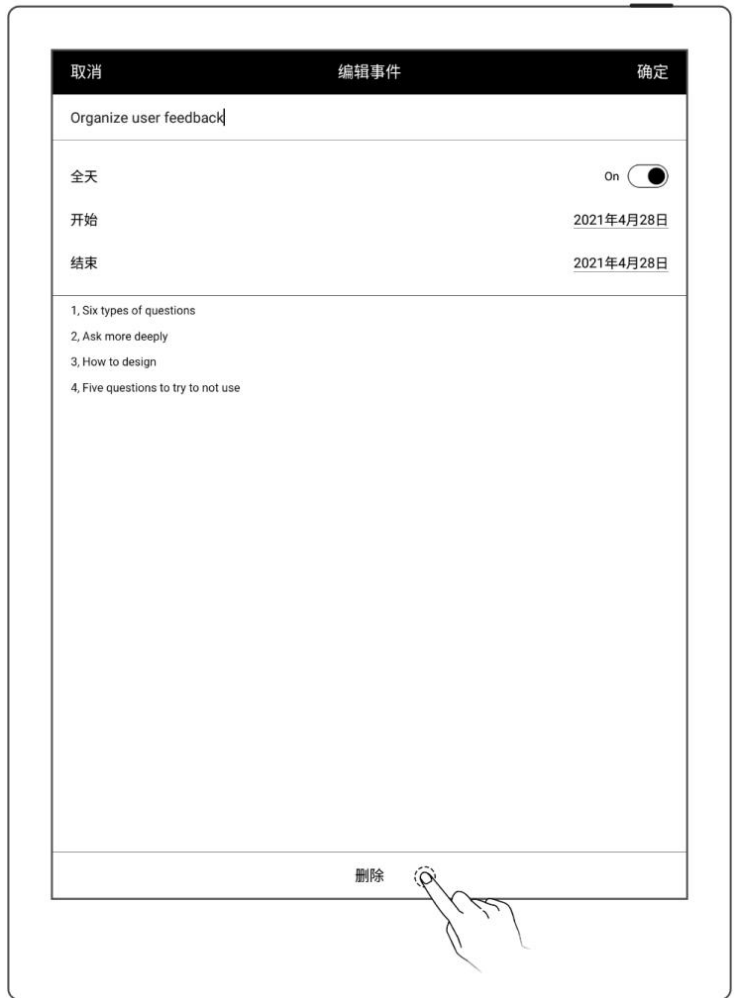 取消 编辑事件 确定
Organize user feedback
全天 On
开始 2021年4月28日
结束 2021年4月28日
1, Six types of questions
2, Ask more deeply
3, How to design
4, Five questions to try to not use
删除